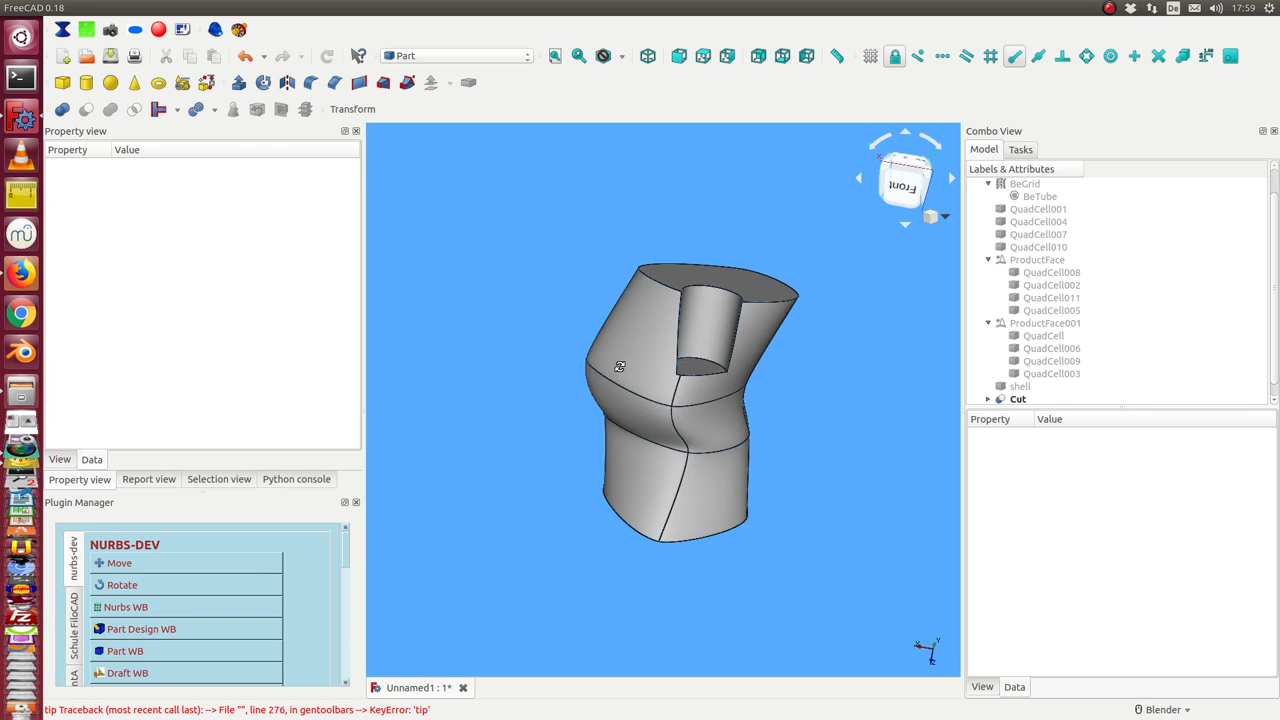 FreeCAD 0.18
De
17:59
Part
Transform
Property view
Property
Value
View
Data
Property view
Report view
Selection view
Python console
Plugin Manager
nurbs-dev
Schule FiloCAD
NURBS-DEV
Move
Rotate
Nurbs WB
Part Design WB
Part WB
Draft WB
Front
X
Y
Z
Unnamed1 : 1*
Combo View
Model
Tasks
Labels & Attributes
BeGrid
BeTube
QuadCell001
QuadCell004
QuadCell007
QuadCell010
ProductFace
QuadCell008
QuadCell002
QuadCell011
QuadCell005
ProductFace001
QuadCell
QuadCell006
QuadCell009
QuadCell003
shell
Cut
Property
Value
View
Data
tip Traceback (most recent call last): --> File "", line 276, in gentoolbars --> KeyError: 'tip'
Blender